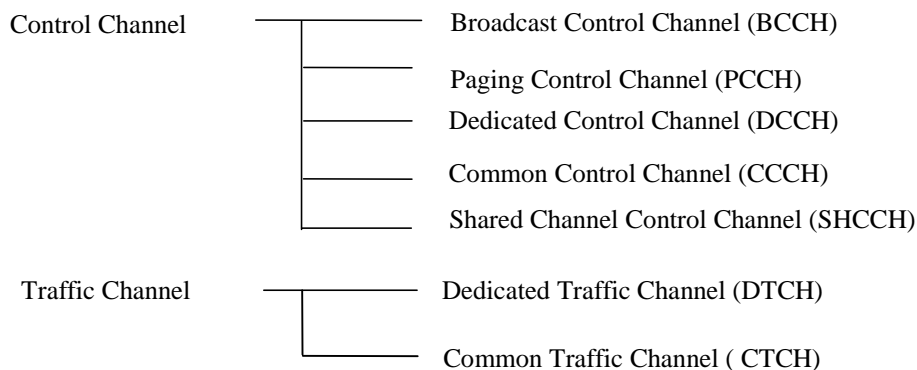 Control Channel
Broadcast Control Channel (BCCH)
Paging Control Channel (PCCH)
Dedicated Control Channel (DCCH)
Common Control Channel (CCCH)
Shared Channel Control Channel (SHCCH)
Traffic Channel
Dedicated Traffic Channel (DTCH)
Common Traffic Channel ( CTCH)